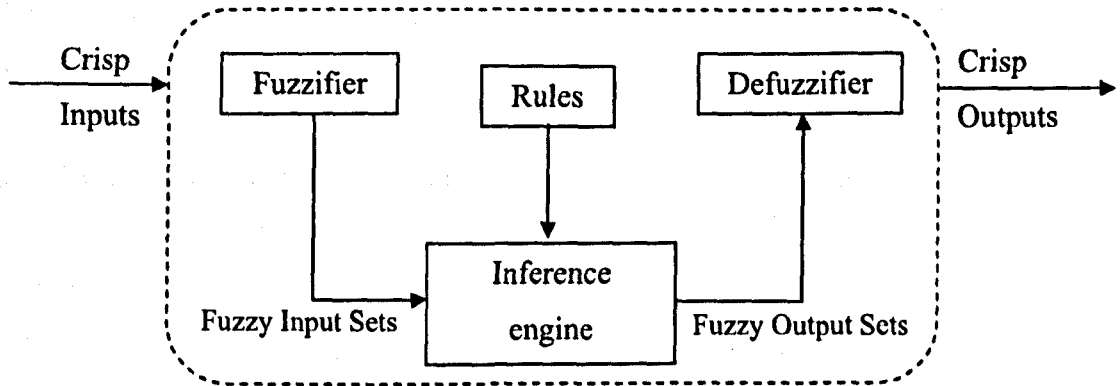 Crisp
Inputs
Fuzzifier
Rules
Defuzzifier
Crisp
Outputs
Inference
engine
Fuzzy Input Sets
Fuzzy Output Sets